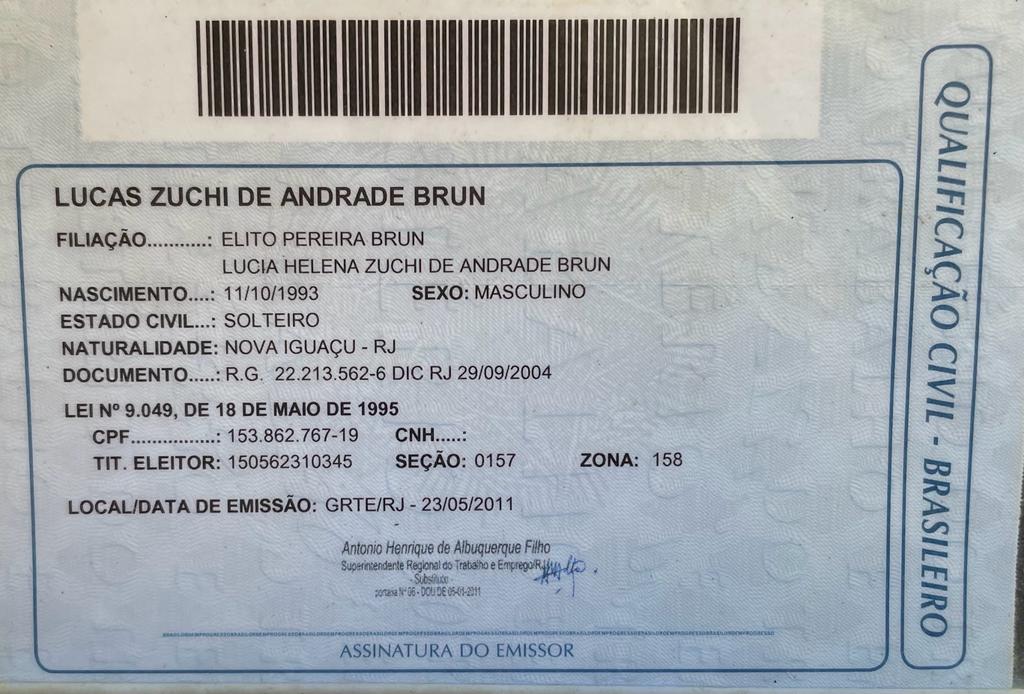 LUCAS ZUCHI DE ANDRADE BRUN
FILIAÇÃO...........: ELITO PEREIRA BRUN
LUCIA HELENA ZUCHI DE ANDRADE BRUN
NASCIMENTO....: 11/10/1993 SEXO: MASCULINO
ESTADO CIVIL...: SOLTEIRO
NATURALIDADE: NOVA IGUAÇU - RJ
DOCUMENTO.....: R.G. 22.213.562-6 DIC RJ 29/09/2004
LEI Nº 9.049, DE 18 DE MAIO DE 1995
CPF................: 153.862.767-19 CNH.....:
TIT. ELEITOR: 150562310345 SEÇÃO: 0157 ZONA: 158
LOCAL/DATA DE EMISSÃO: GRTE/RJ - 23/05/2011
Antonio Henrique de Albuquerque Filho
Superintendente Regional do Trabalho e Emprego/RJ
- Substituto -
portaria Nº 06 - DOU DE 05-01-2011
ASSINATURA DO EMISSOR
QUALIFICAÇÃO CIVIL - BRASILEIRO